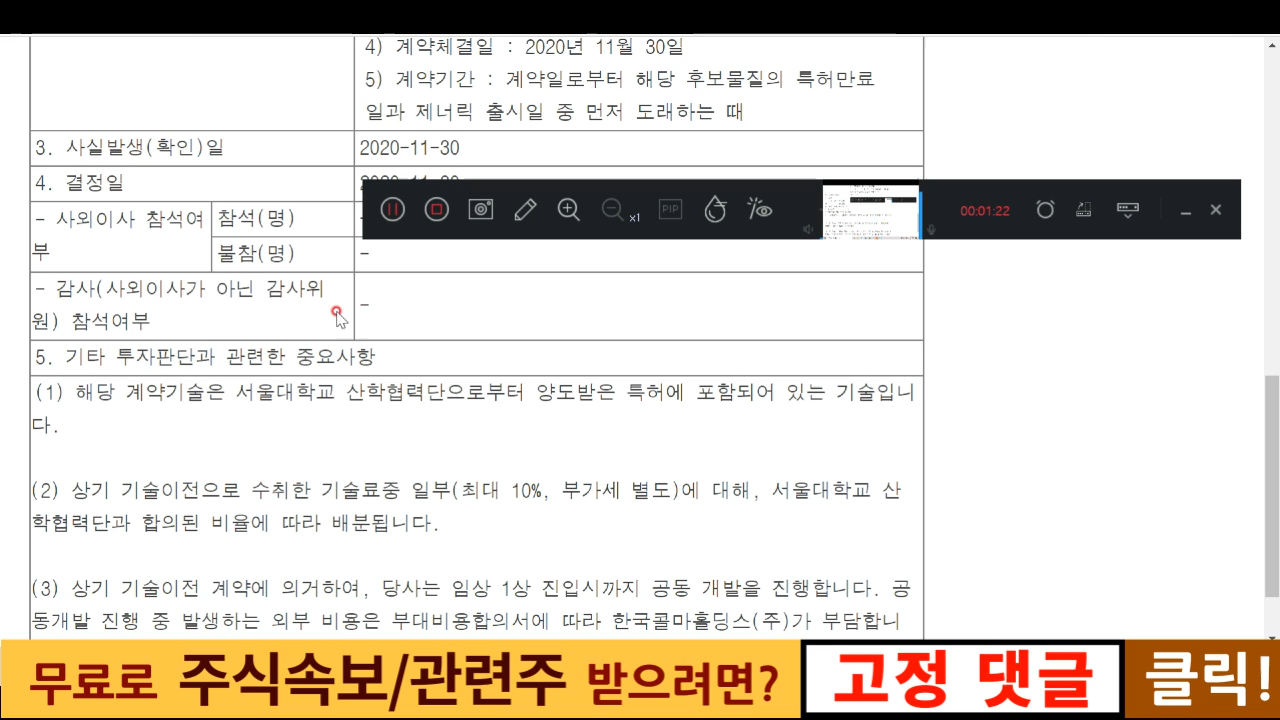 4) 계약체결일 : 2020년 11월 30일
5) 계약기간 : 계약일로부터 해당 후보물질의 특허만료
일과 제너릭 출시일 중 먼저 도래하는 때
3. 사실발생(확인)일
2020-11-30
4. 결정일
2020-11-30
- 사외이사 참석여
부
참석(명)
-
불참(명)
-
- 감사(사외이사가 아닌 감사위
원) 참석여부
-
x1
PIP
00:01:22
5. 기타 투자판단과 관련한 중요사항
(1) 해당 계약기술은 서울대학교 산학협력단으로부터 양도받은 특허에 포함되어 있는 기술입니
다.
(2) 상기 기술이전으로 수취한 기술료중 일부(최대 10%, 부가세 별도)에 대해, 서울대학교 산
학협력단과 합의된 비율에 따라 배분됩니다.
(3) 상기 기술이전 계약에 의거하여, 당사는 임상 1상 진입시까지 공동 개발을 진행합니다. 공
동개발 진행 중 발생하는 외부 비용은 부대비용합의서에 따라 한국콜마홀딩스(주)가 부담합니
무료로 주식속보/관련주 받으려면?
고정 댓글
클릭!